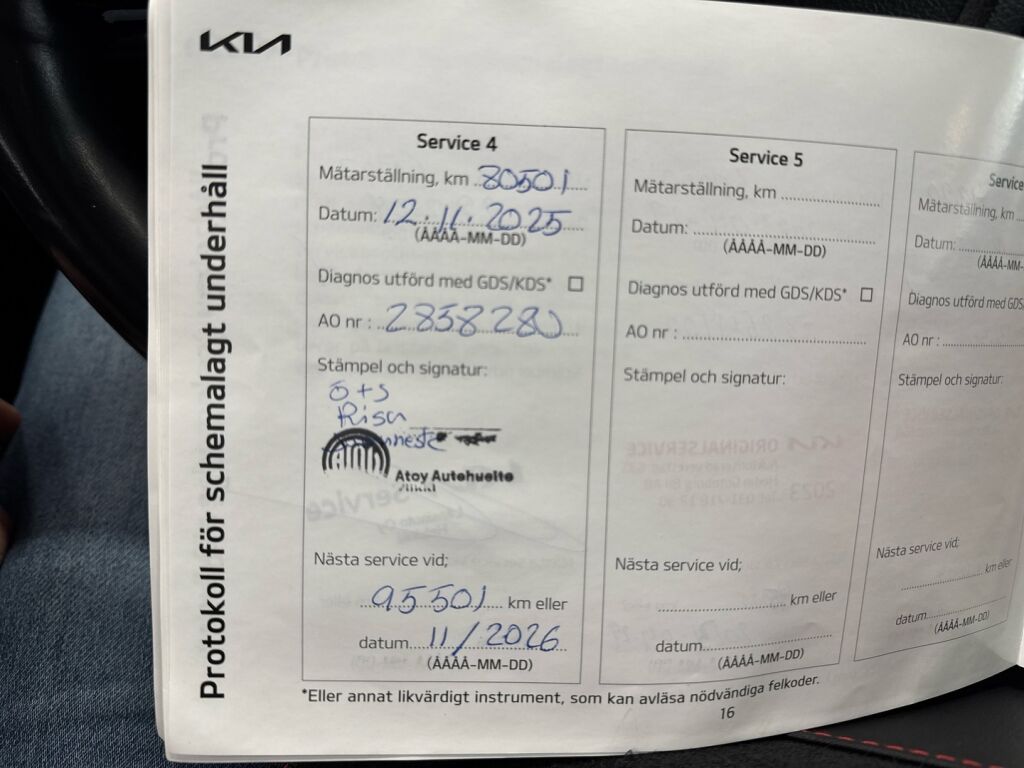 KIA
Protokoll för schemalagt underhåll
Service 4
Mätarställning, km 80501
Datum: 12.11.2025
(ÅÅÅÅ-MM-DD)
Diagnos utförd med GDS/KDS*
AO nr : 2858280
Stämpel och signatur:
ö+s
Atoy Autohuolto
Nästa service vid;
95501 km eller
datum 11/2026
(ÅÅÅÅ-MM-DD)
Service 5
Mätarställning, km
Datum:
(ÅÅÅÅ-MM-DD)
Diagnos utförd med GDS/KDS*
AO nr :
Stämpel och signatur:
Nästa service vid;
km eller
datum
(ÅÅÅÅ-MM-DD)
Service
Mätarställning, km
Datum:
(ÅÅÅÅ-MM-
Diagnos utförd med GDS
AO nr :
Stämpel och signatur:
Nästa service vid;
km eller
datum
(ÅÅÅÅ-MM-DD)
*Eller annat likvärdigt instrument, som kan avläsa nödvändiga felkoder.
16